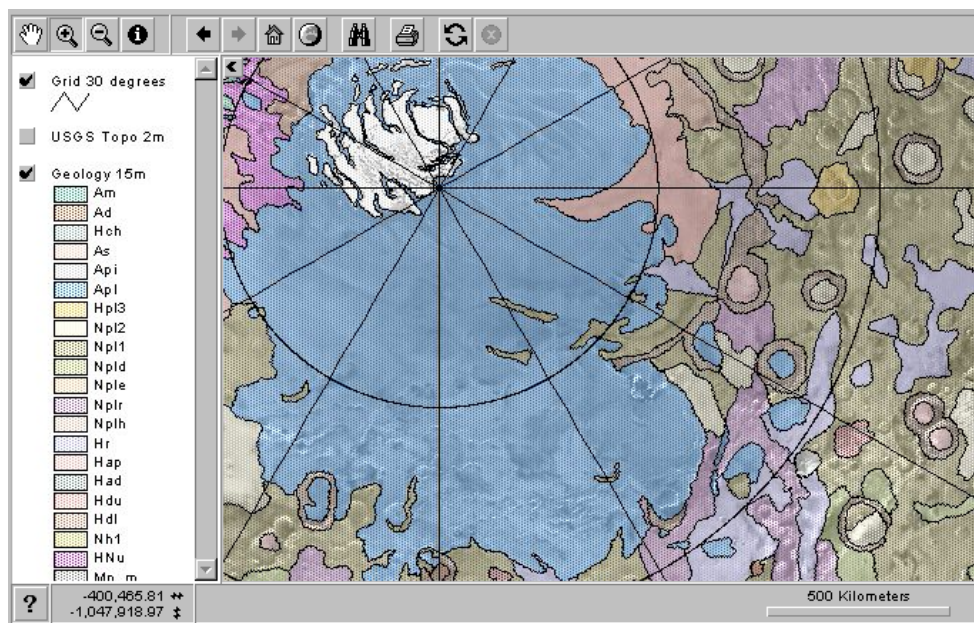 Grid 30 degrees
USGS Topo 2m
Geology 15m
Am
Ad
Hch
As
Api
Apl
Hpl3
Npl2
Npl1
Npld
Nple
Nplr
Nplh
Hr
Hap
Had
Hdu
Hdl
Nh1
HNu
Mp_m
?
-400,465.81
-1,047,918.97
500 Kilometers